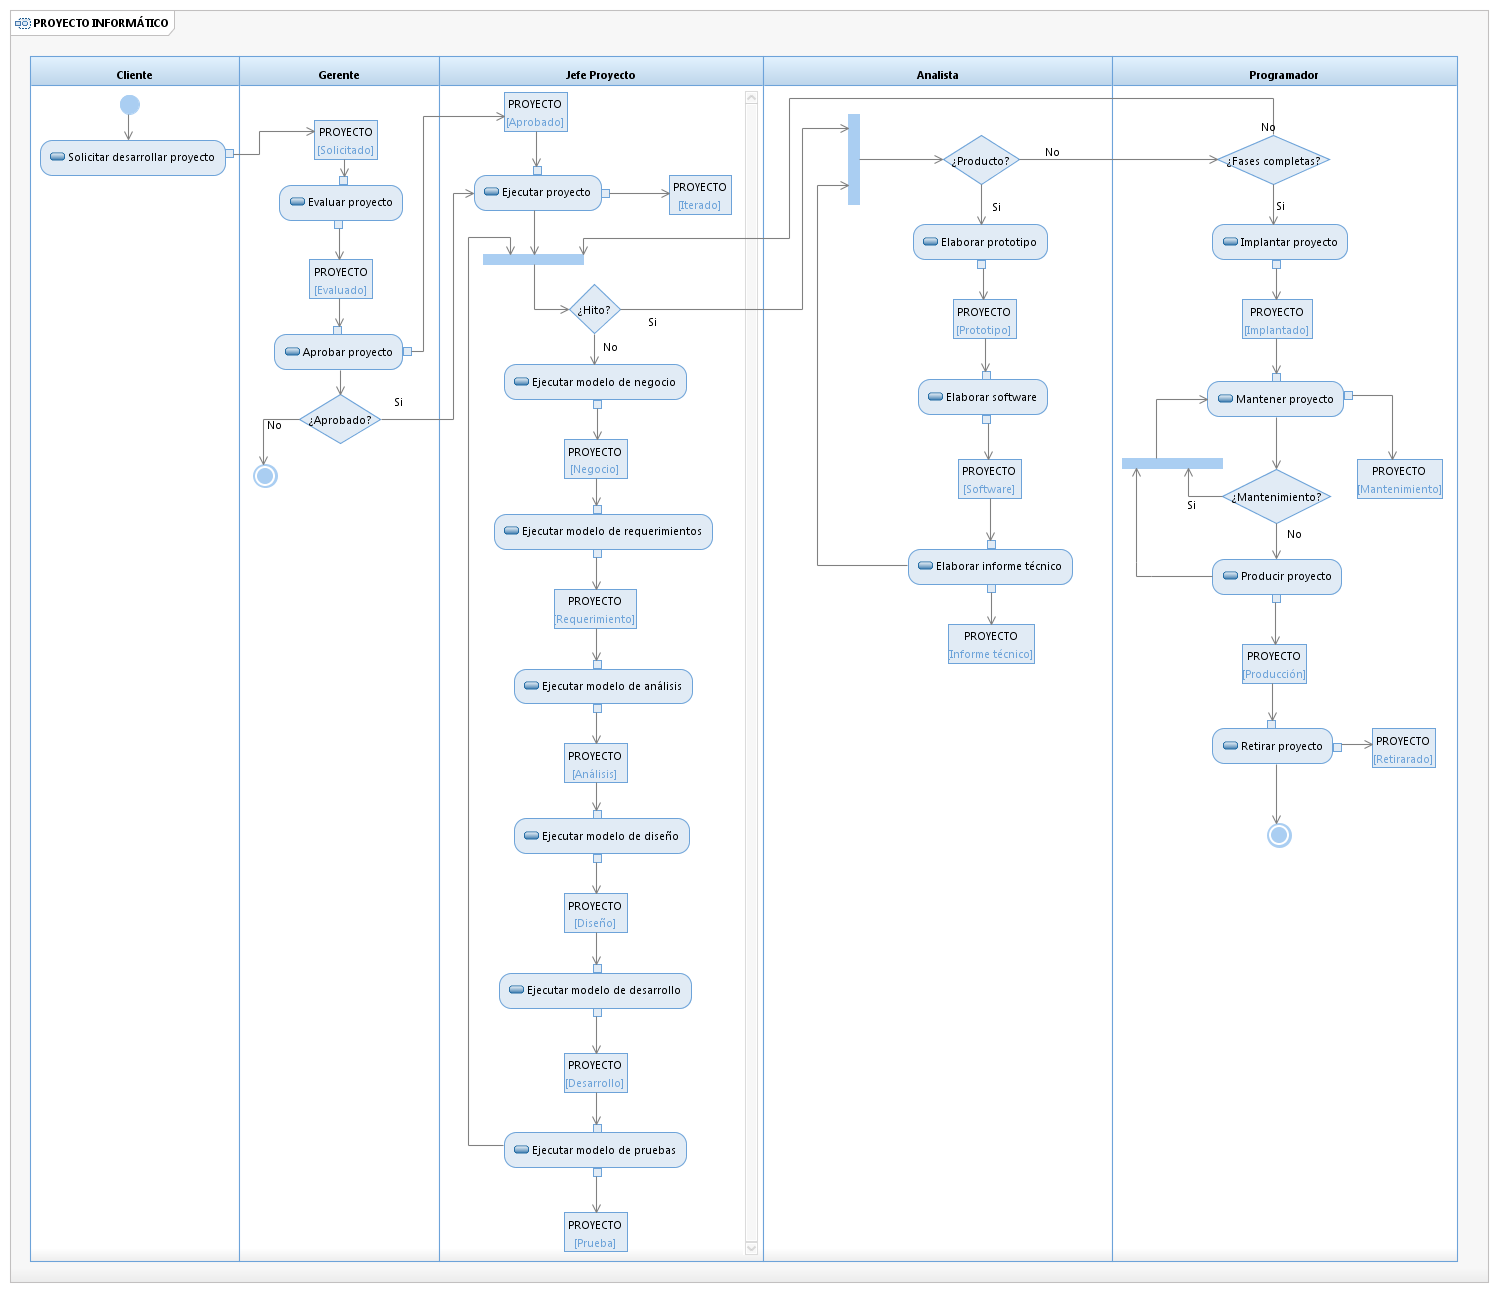 PROYECTO INFORMÁTICO
Cliente
Gerente
Jefe Proyecto
Analista
Programador
Solicitar desarrollar proyecto
PROYECTO
[Solicitado]
Evaluar proyecto
PROYECTO
[Evaluado]
Aprobar proyecto
¿Aprobado?
Si
No
PROYECTO
[Aprobado]
Ejecutar proyecto
PROYECTO
[Iterado]
¿Hito?
Si
No
Ejecutar modelo de negocio
PROYECTO
[Negocio]
Ejecutar modelo de requerimientos
PROYECTO
[Requerimiento]
Ejecutar modelo de análisis
PROYECTO
[Análisis]
Ejecutar modelo de diseño
PROYECTO
[Diseño]
Ejecutar modelo de desarrollo
PROYECTO
[Desarrollo]
Ejecutar modelo de pruebas
PROYECTO
[Prueba]
¿Producto?
No
Si
Elaborar prototipo
PROYECTO
[Prototipo]
Elaborar software
PROYECTO
[Software]
Elaborar informe técnico
PROYECTO
[Informe técnico]
No
¿Fases completas?
Si
Implantar proyecto
PROYECTO
[Implantado]
Mantener proyecto
PROYECTO
[Mantenimiento]
¿Mantenimiento?
Si
No
Producir proyecto
PROYECTO
[Producción]
Retirar proyecto
PROYECTO
[Retirarado]